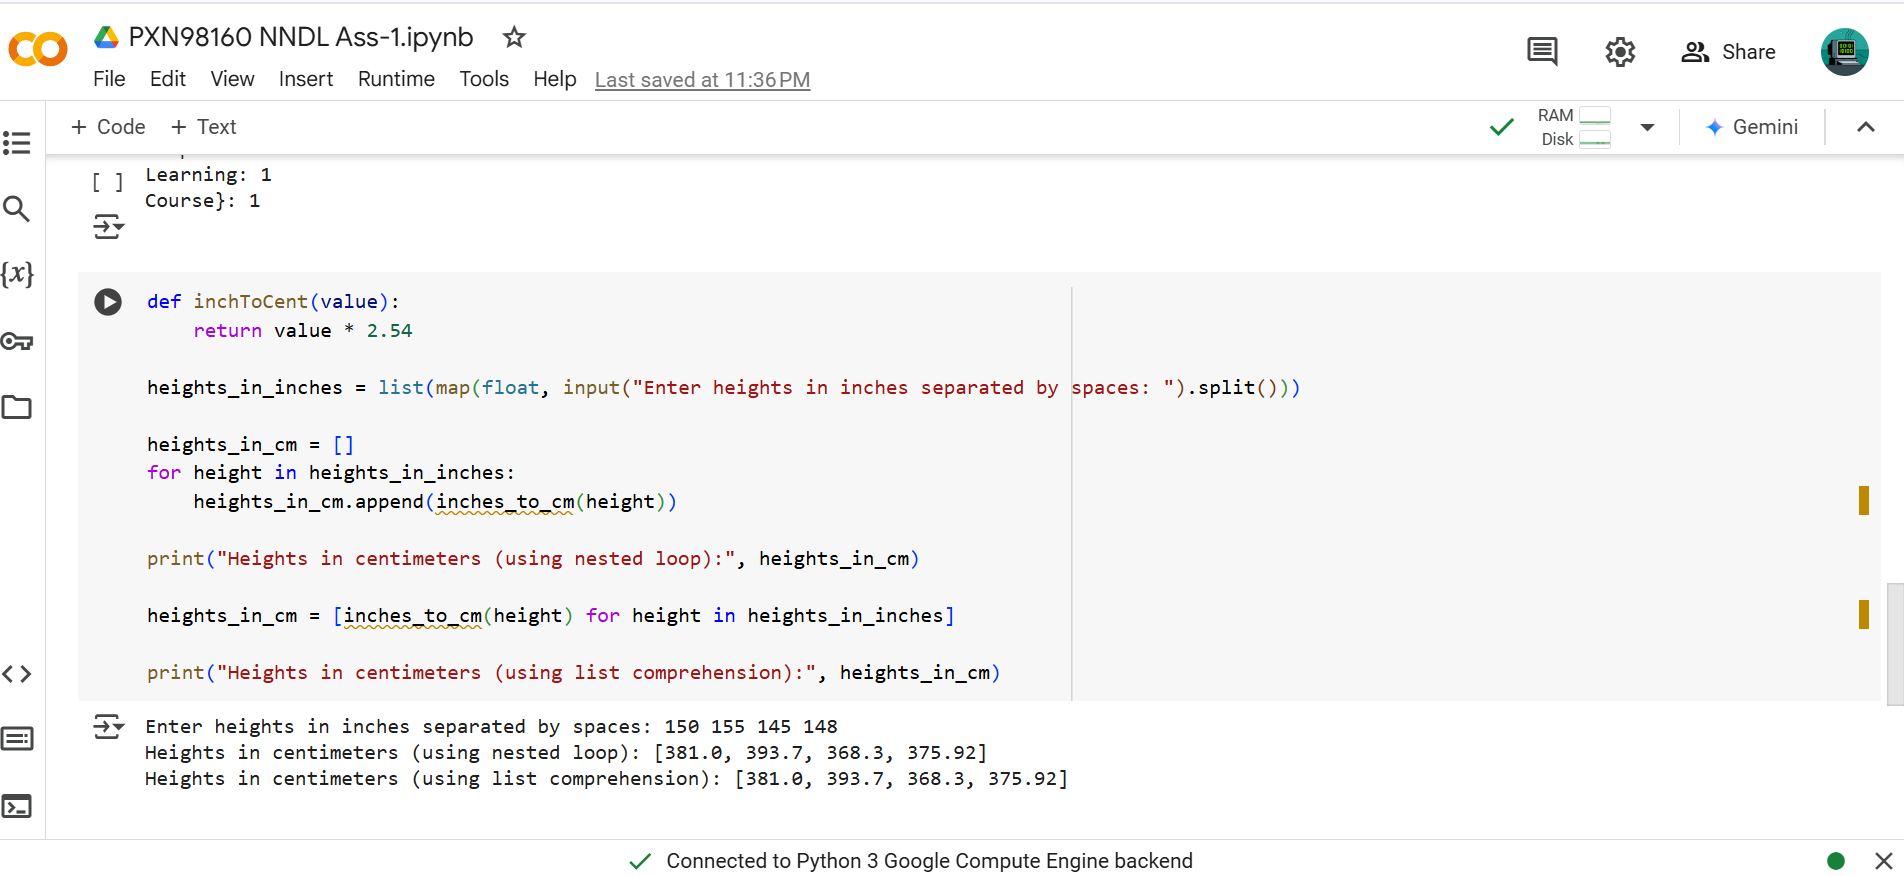 PXN98160 NNDL Ass-1.ipynb
Share
File Edit View Insert Runtime Tools Help Last saved at 11:36 PM
+ Code + Text
RAM
Disk
Gemini
[ ]
Learning: 1
Course}: 1
{x}
def inchToCent(value):
    return value * 2.54
heights_in_inches = list(map(float, input("Enter heights in inches separated by spaces: ").split()))
heights_in_cm = []
for height in heights_in_inches:
    heights_in_cm.append(inches_to_cm(height))
print("Heights in centimeters (using nested loop):", heights_in_cm)
heights_in_cm = [inches_to_cm(height) for height in heights_in_inches]
print("Heights in centimeters (using list comprehension):", heights_in_cm)
Enter heights in inches separated by spaces: 150 155 145 148
Heights in centimeters (using nested loop): [381.0, 393.7, 368.3, 375.92]
Heights in centimeters (using list comprehension): [381.0, 393.7, 368.3, 375.92]
Connected to Python 3 Google Compute Engine backend